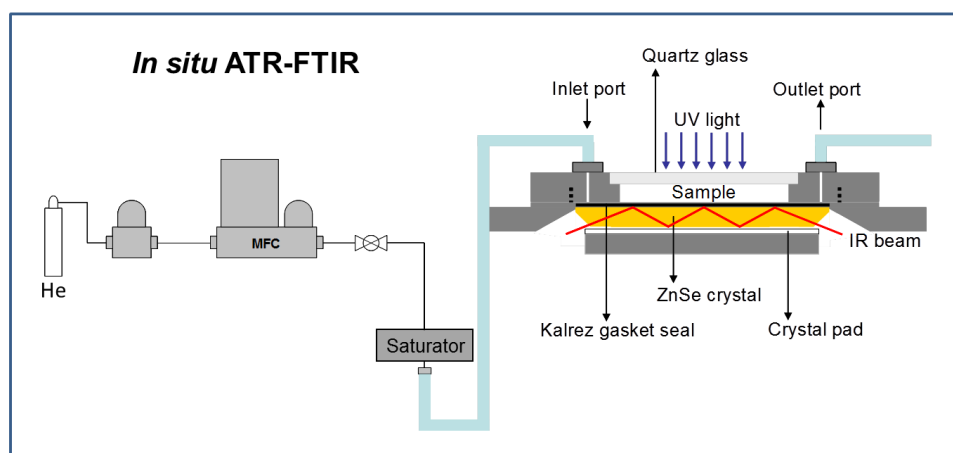 In situ ATR-FTIR
Quartz glass
Inlet port
Outlet port
UV light
Sample
MFC
He
IR beam
ZnSe crystal
Kalrez gasket seal
Crystal pad
Saturator